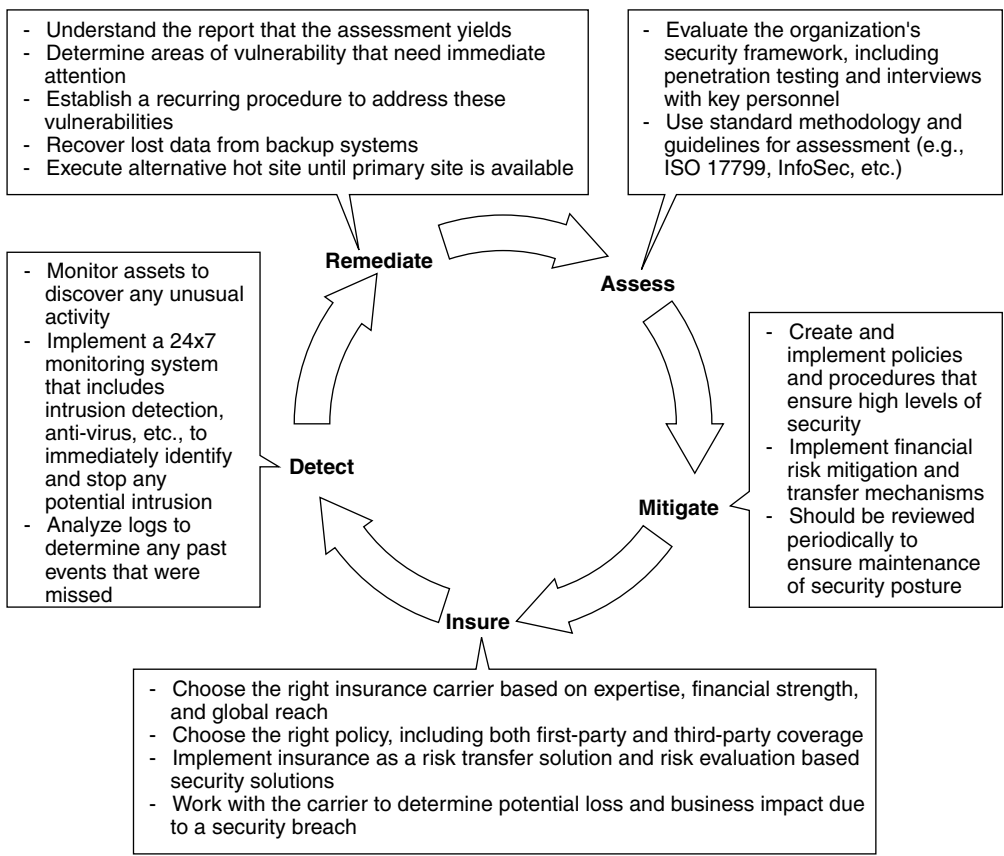 - Understand the report that the assessment yields
- Determine areas of vulnerability that need immediate
attention
- Establish a recurring procedure to address these
vulnerabilities
- Recover lost data from backup systems
- Execute alternative hot site until primary site is available
- Evaluate the organization's
security framework, including
penetration testing and interviews
with key personnel
- Use standard methodology and
guidelines for assessment (e.g.,
ISO 17799, InfoSec, etc.)
Remediate
Assess
- Monitor assets to
discover any unusual
activity
- Implement a 24x7
monitoring system
that includes
intrusion detection,
anti-virus, etc., to
immediately identify
and stop any
potential intrusion
- Analyze logs to
determine any past
events that were
missed
- Create and
implement policies
and procedures that
ensure high levels of
security
- Implement financial
risk mitigation and
transfer mechanisms
- Should be reviewed
periodically to
ensure maintenance
of security posture
Detect
Mitigate
Insure
- Choose the right insurance carrier based on expertise, financial strength,
and global reach
- Choose the right policy, including both first-party and third-party coverage
- Implement insurance as a risk transfer solution and risk evaluation based
security solutions
- Work with the carrier to determine potential loss and business impact due
to a security breach